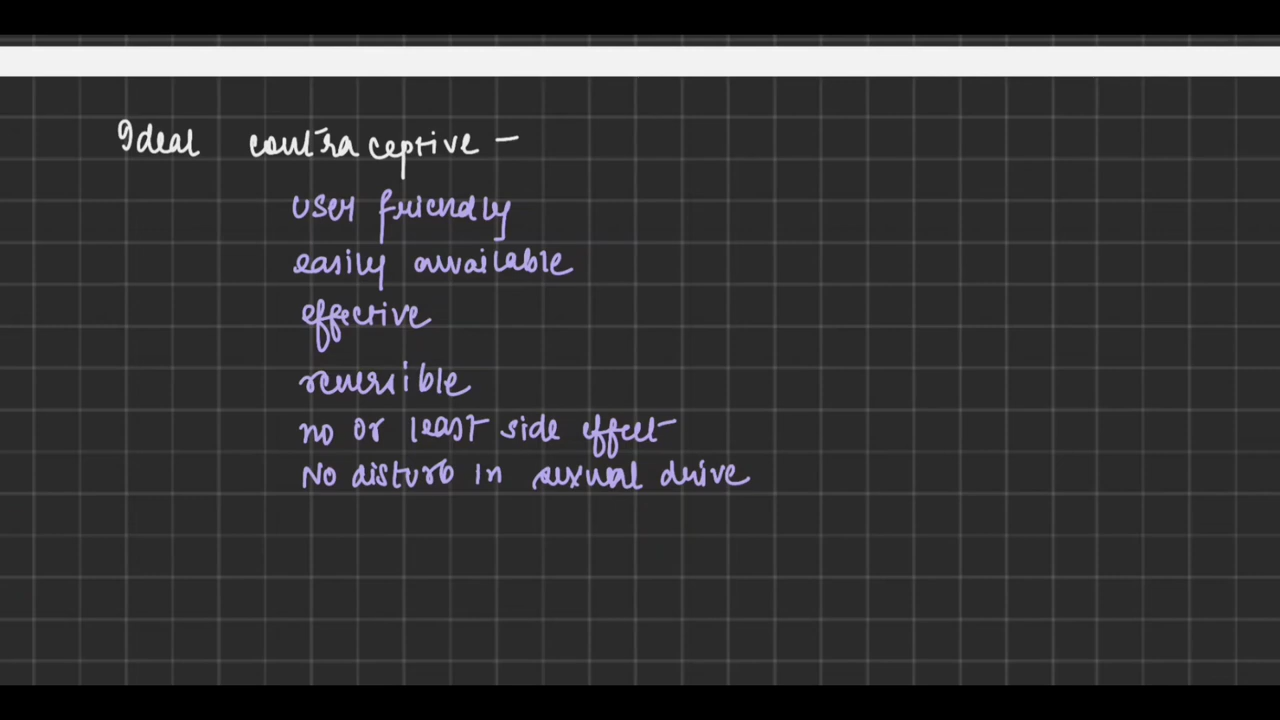 Ideal contraceptive -
user friendly
easily available
effective
reversible
no or least side effect
No disturb in sexual drive